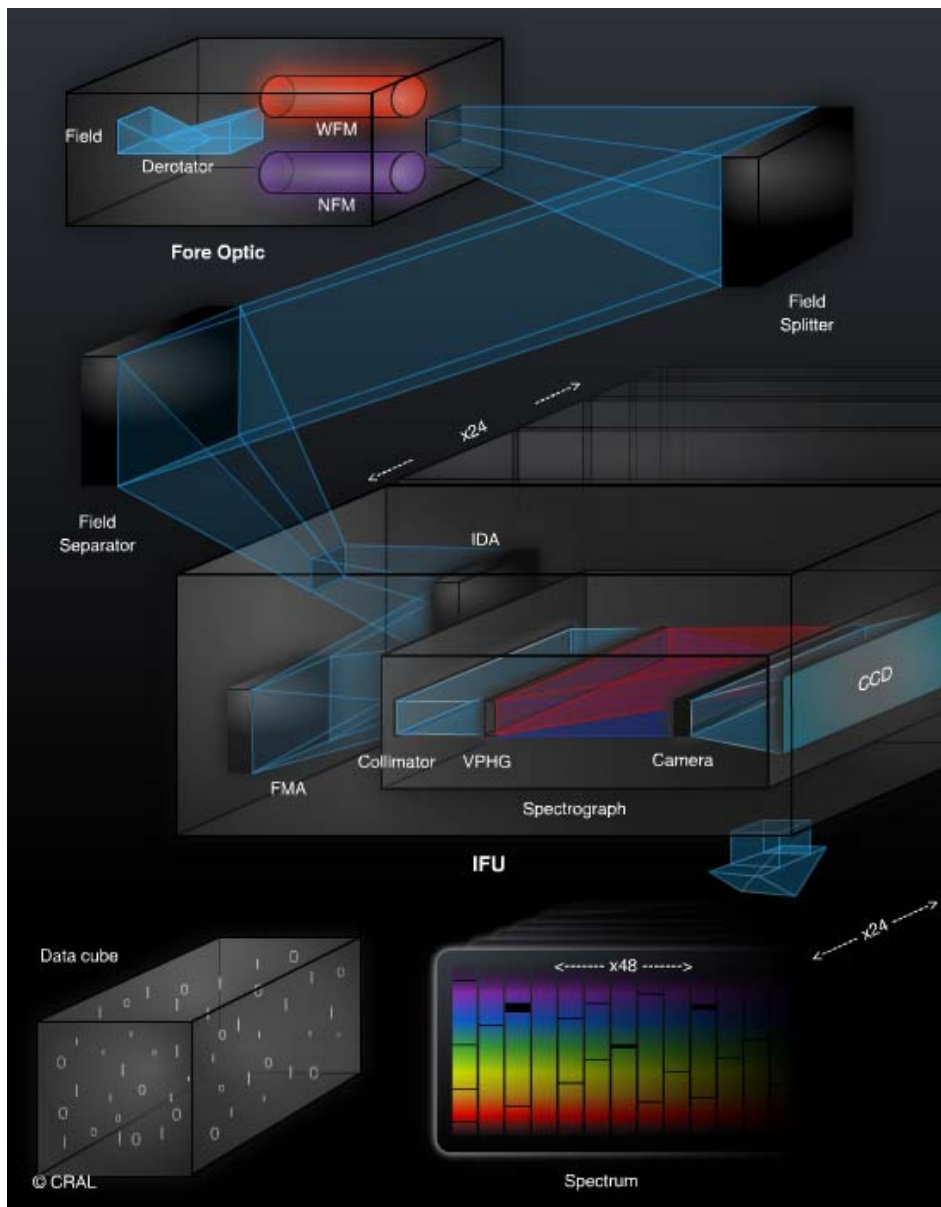 Field
WFM
Derotator
NFM
Fore Optic
Field
Splitter
<------ x24 ------>
Field
Separator
IDA
CCD
Collimator
VPHG
Camera
FMA
Spectrograph
IFU
<------ x24 ------>
Data cube
<------- x48 ------->
Spectrum
© CRAL